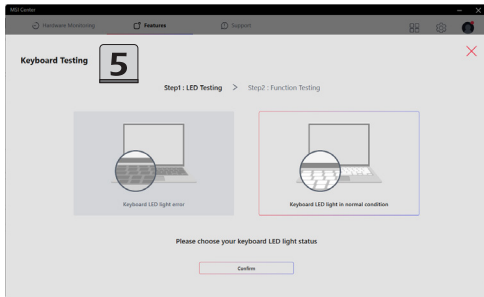 MSI Center
Hardware Monitoring
Features
Support
Keyboard Testing
5
Step1 : LED Testing > Step2 : Function Testing
Keyboard LED light error
Keyboard LED light in normal condition
Please choose your keyboard LED light status
Confirm